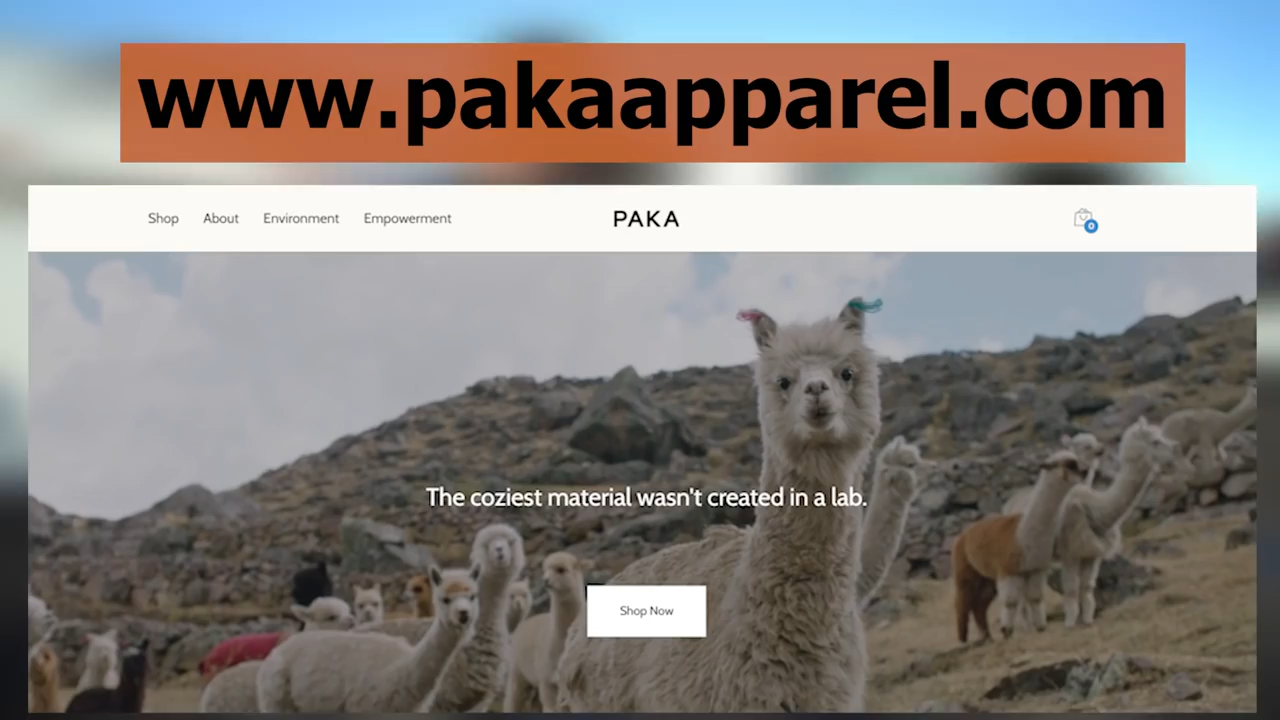 www.pakaapparel.com
Shop About Environment Empowerment PAKA 0
The coziest material wasn't created in a lab.
Shop Now